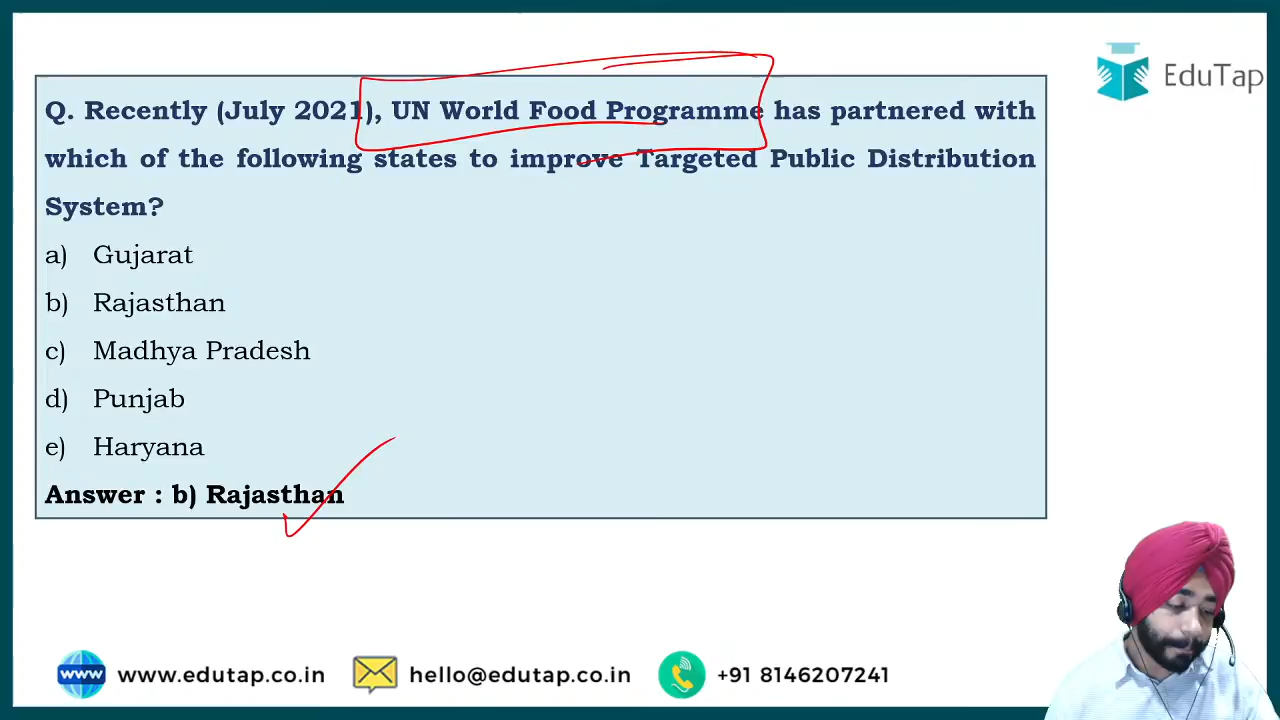 EduTap
Q. Recently (July 2021), UN World Food Programme has partnered with
which of the following states to improve Targeted Public Distribution
System?
a) Gujarat
b) Rajasthan
c) Madhya Pradesh
d) Punjab
e) Haryana
Answer : b) Rajasthan
www www.edutap.co.in hello@edutap.co.in +91 8146207241